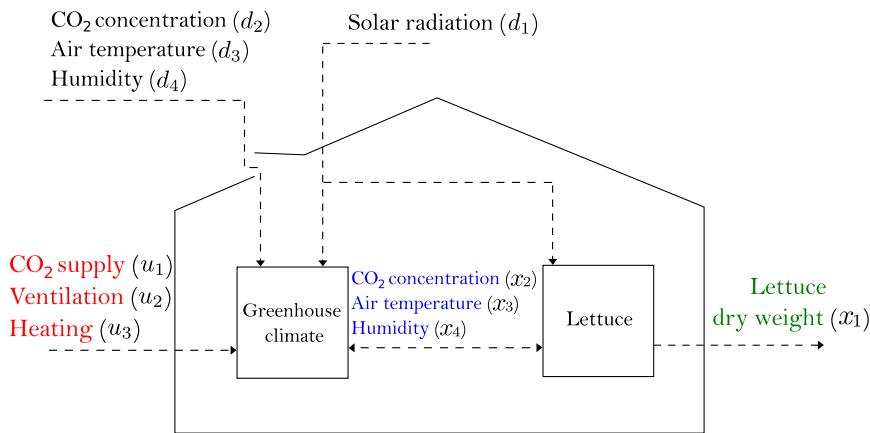 CO₂ concentration (d₂)
Air temperature (d₃)
Humidity (d₄)
Solar radiation (d₁)
CO₂ supply (u₁)
Ventilation (u₂)
Heating (u₃)
Greenhouse
climate
CO₂ concentration (x₂)
Air temperature (x₃)
Humidity (x₄)
Lettuce
Lettuce
dry weight (x₁)